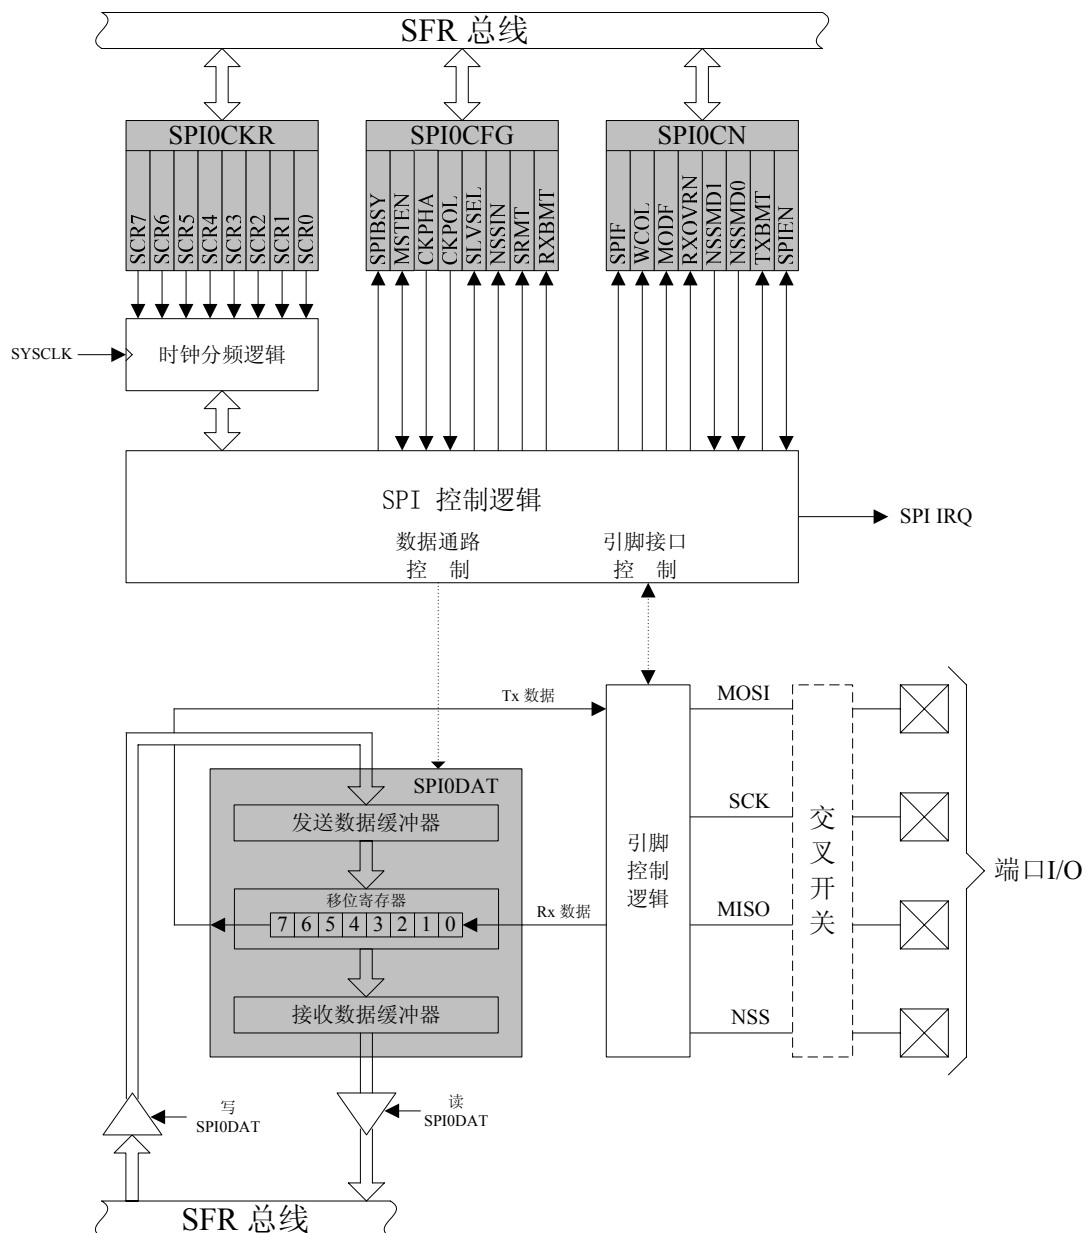 SFR 总线
SPI0CKR
SPI0CFG
SPI0CN
SCR7
SCR6
SCR5
SCR4
SCR3
SCR2
SCR1
SCR0
SPIBSY
MSTEN
CKPHA
CKPOL
SLVSEL
NSSIN
SRMT
RXBMT
SPIF
WCOL
MODF
RXOVRN
NSSMD1
NSSMD0
TXBMT
SPIEN
SYSCLK
时钟分频逻辑
SPI 控制逻辑
SPI IRQ
数据通路
控 制
引脚接口
控 制
Tx 数据
MOSI
SCK
MISO
NSS
SPI0DAT
发送数据缓冲器
移位寄存器
7 6 5 4 3 2 1 0
Rx 数据
接收数据缓冲器
引脚
控制
逻辑
交
叉
开
关
端口I/O
写
SPI0DAT
读
SPI0DAT
SFR 总线